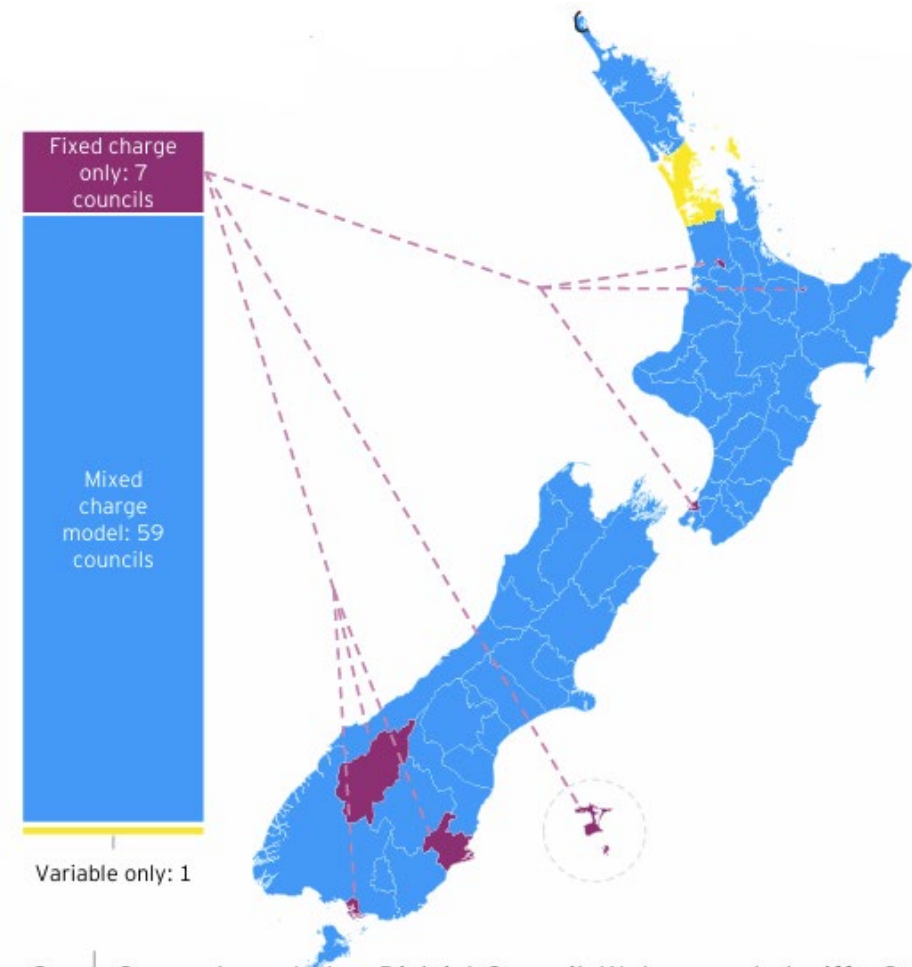 Fixed charge
only: 7
councils
Mixed
charge
model: 59
councils
Variable only: 1